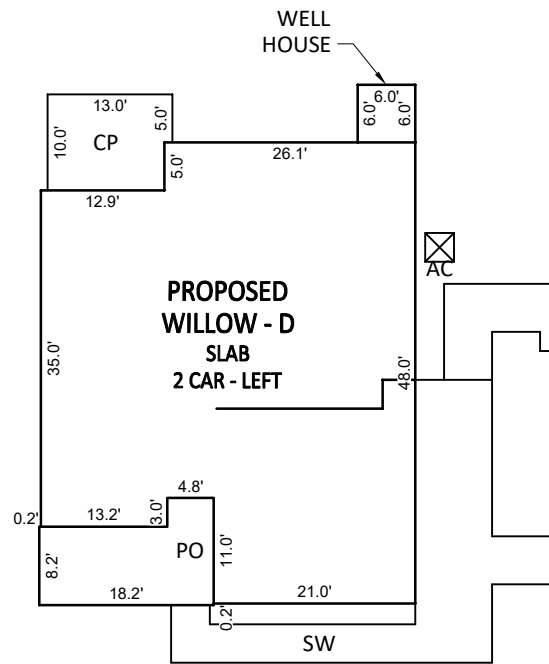 WELL
HOUSE
13.0'
5.0'
10.0'
CP
6.0'
6.0'
6.0'
26.1'
5.0'
12.9'
AC
PROPOSED
WILLOW - D
SLAB
2 CAR - LEFT
35.0'
48.0'
4.8'
0.2'
13.2'
3.0'
PO
11.0'
8.2'
18.2'
21.0'
0.2'
SW